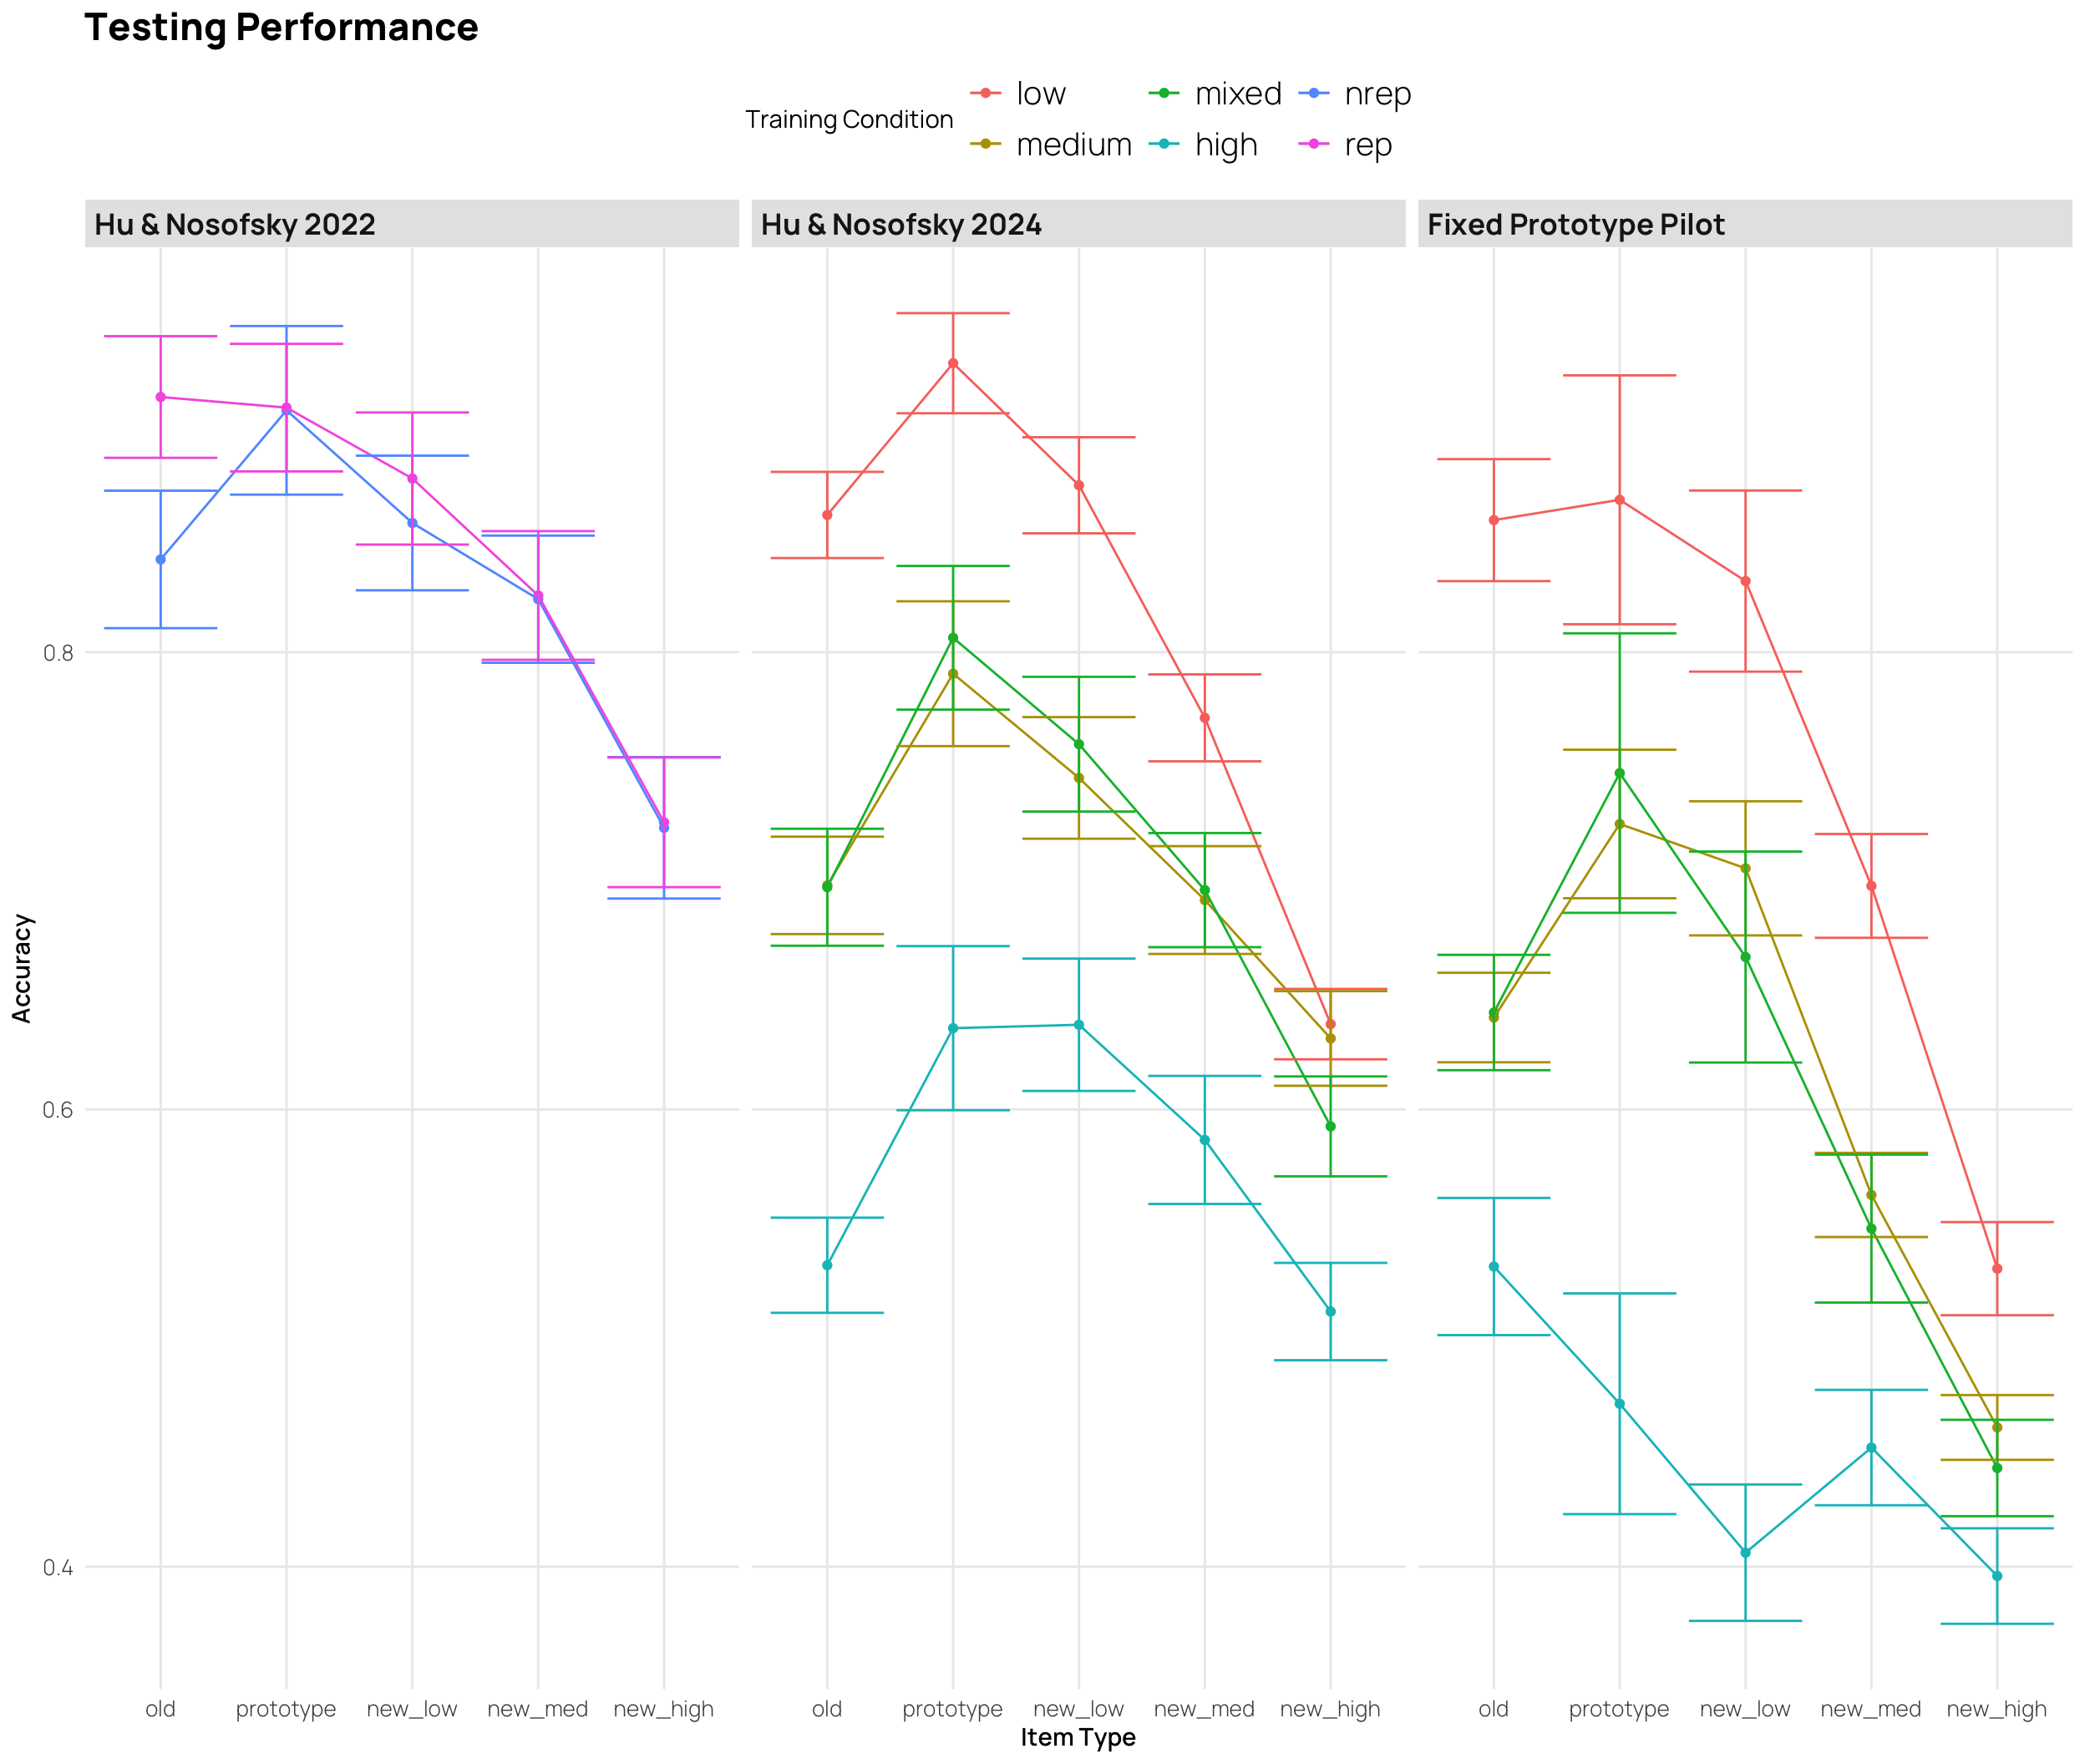 Testing Performance
Training Condition
low mixed nrep
medium high rep
Hu & Nosofsky 2022 Hu & Nosofsky 2024 Fixed Prototype Pilot
Accuracy
0.8
0.6
0.4
old prototype new_low new_med new_high old prototype new_low new_med new_high old prototype new_low new_med new_high
Item Type